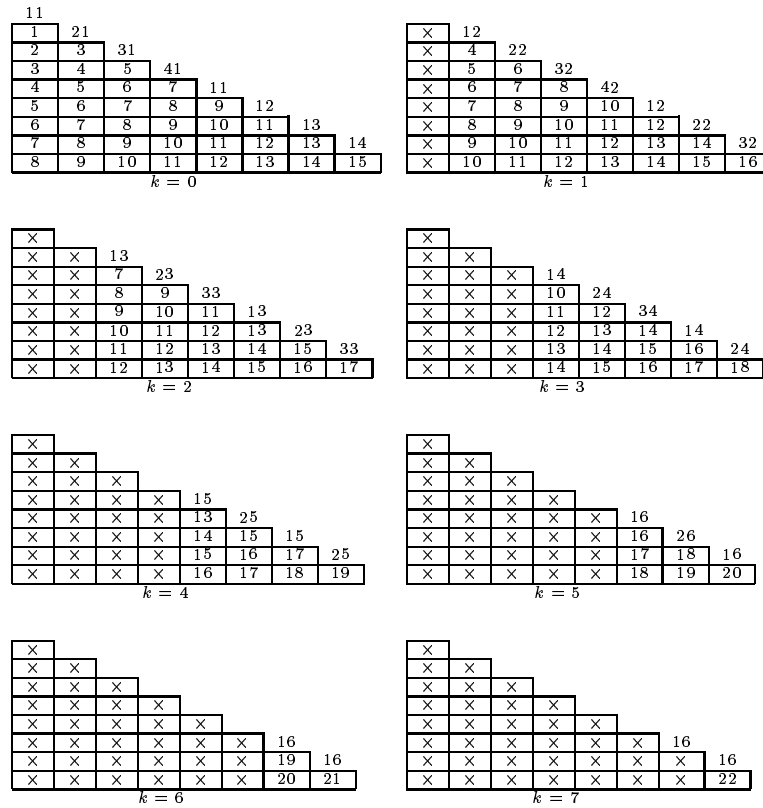 11
1 21
2 3 31
3 4 5 41
4 5 6 7 11
5 6 7 8 9 12
6 7 8 9 10 11 13
7 8 9 10 11 12 13 14
8 9 10 11 12 13 14 15
k = 0
× 12
× 4 22
× 5 6 32
× 6 7 8 42
× 7 8 9 10 12
× 8 9 10 11 12 22
× 9 10 11 12 13 14 32
× 10 11 12 13 14 15 16
k = 1
×
× × 13
× × 7 23
× × 8 9 33
× × 9 10 11 13
× × 10 11 12 13 23
× × 11 12 13 14 15 33
× × 12 13 14 15 16 17
k = 2
×
× ×
× × × 14
× × × 10 24
× × × 11 12 34
× × × 12 13 14 14
× × × 13 14 15 16 24
× × × 14 15 16 17 18
k = 3
×
× ×
× × ×
× × × × 15
× × × × 13 25
× × × × 14 15 15
× × × × 15 16 17 25
× × × × 16 17 18 19
k = 4
×
× ×
× × ×
× × × ×
× × × × × 16
× × × × × 16 26
× × × × × 17 18 16
× × × × × 18 19 20
k = 5
×
× ×
× × ×
× × × ×
× × × × ×
× × × × × × 16
× × × × × × 19 16
× × × × × × 20 21
k = 6
×
× ×
× × ×
× × × ×
× × × × ×
× × × × × × 16
× × × × × × × 16
× × × × × × × 22
k = 7